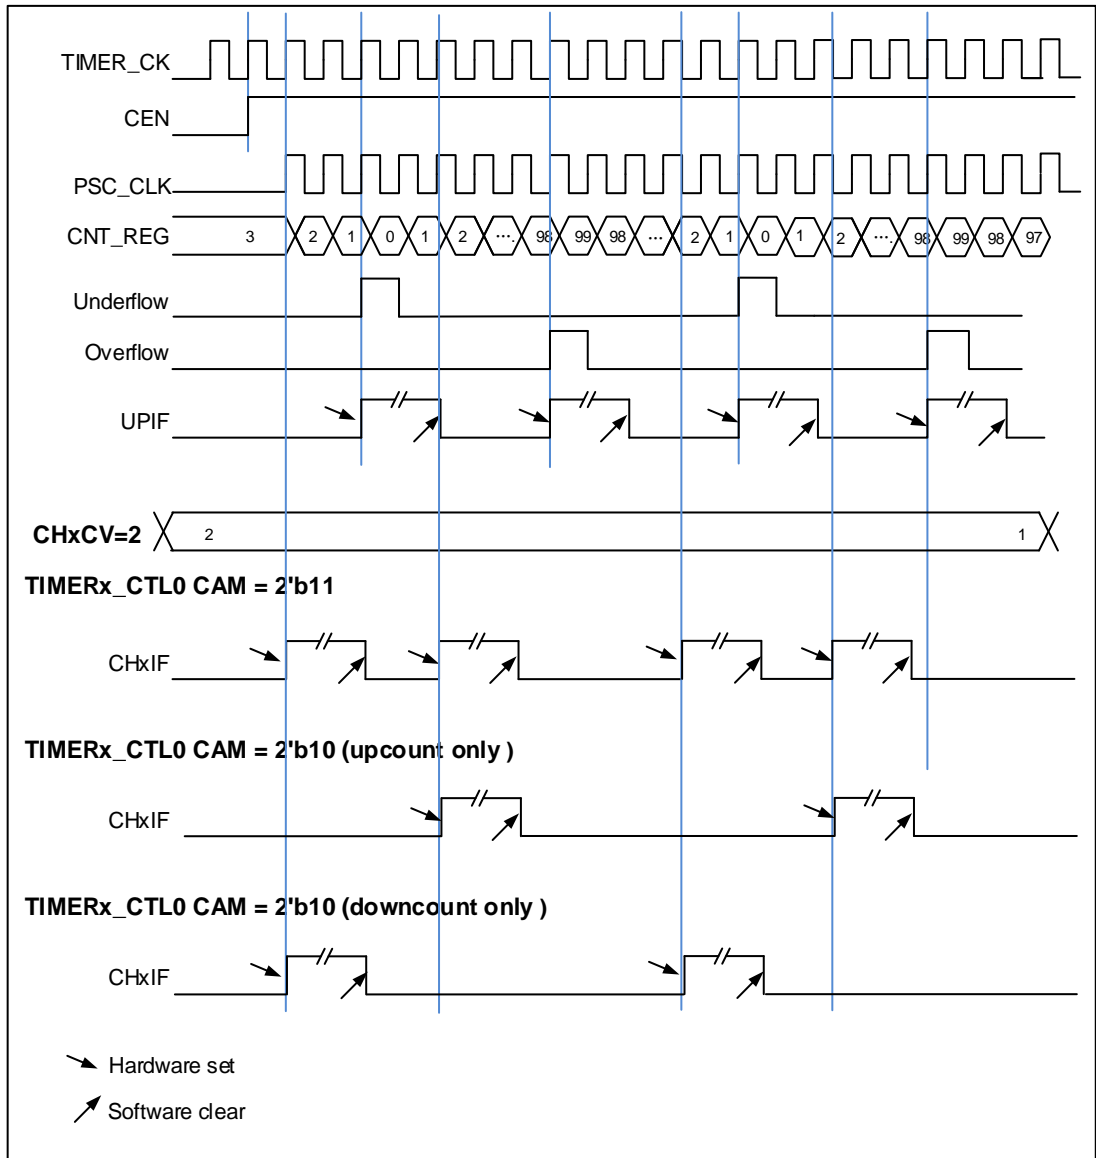 TIMER_CK
CEN
PSC_CLK
CNT_REG 3 2 1 0 1 2 .... 98 99 98 ... 2 1 0 1 2 .... 98 99 98 97
Underflow
Overflow
UPIF
CHxCV=2 2 1
TIMERx_CTL0 CAM = 2'b11
CHxIF
TIMERx_CTL0 CAM = 2'b10 (upcount only )
CHxIF
TIMERx_CTL0 CAM = 2'b10 (downcount only )
CHxIF
Hardware set
Software clear